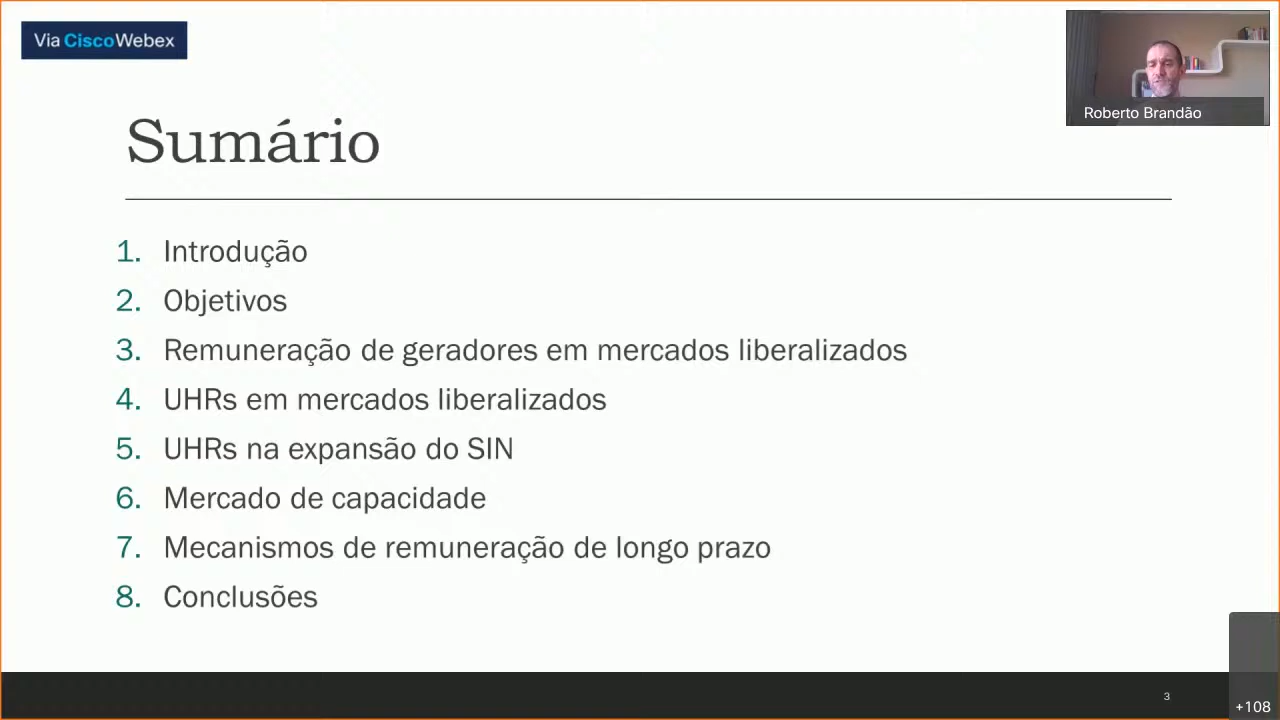 Via CiscoWebex
Roberto Brandão
Sumário
1. Introdução
2. Objetivos
3. Remuneração de geradores em mercados liberalizados
4. UHRs em mercados liberalizados
5. UHRs na expansão do SIN
6. Mercado de capacidade
7. Mecanismos de remuneração de longo prazo
8. Conclusões
3
+108